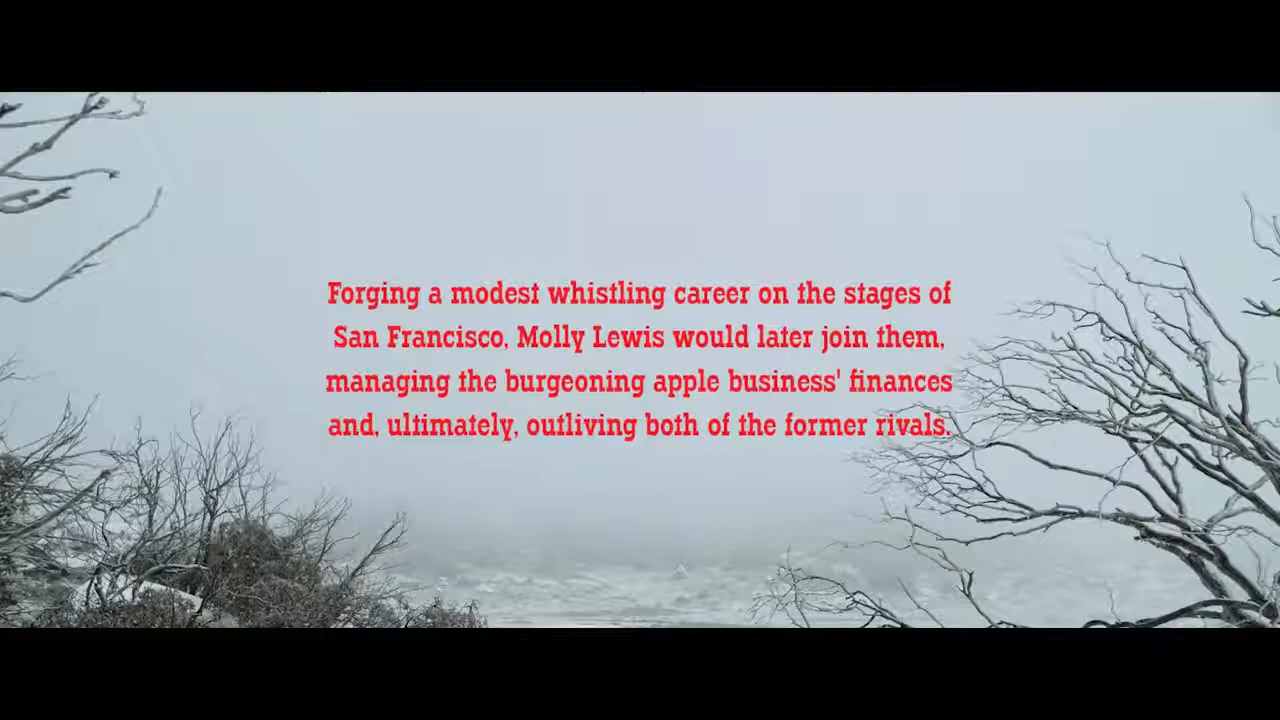 Forging a modest whistling career on the stages of
San Francisco, Molly Lewis would later join them,
managing the burgeoning apple business' finances
and, ultimately, outliving both of the former rivals.